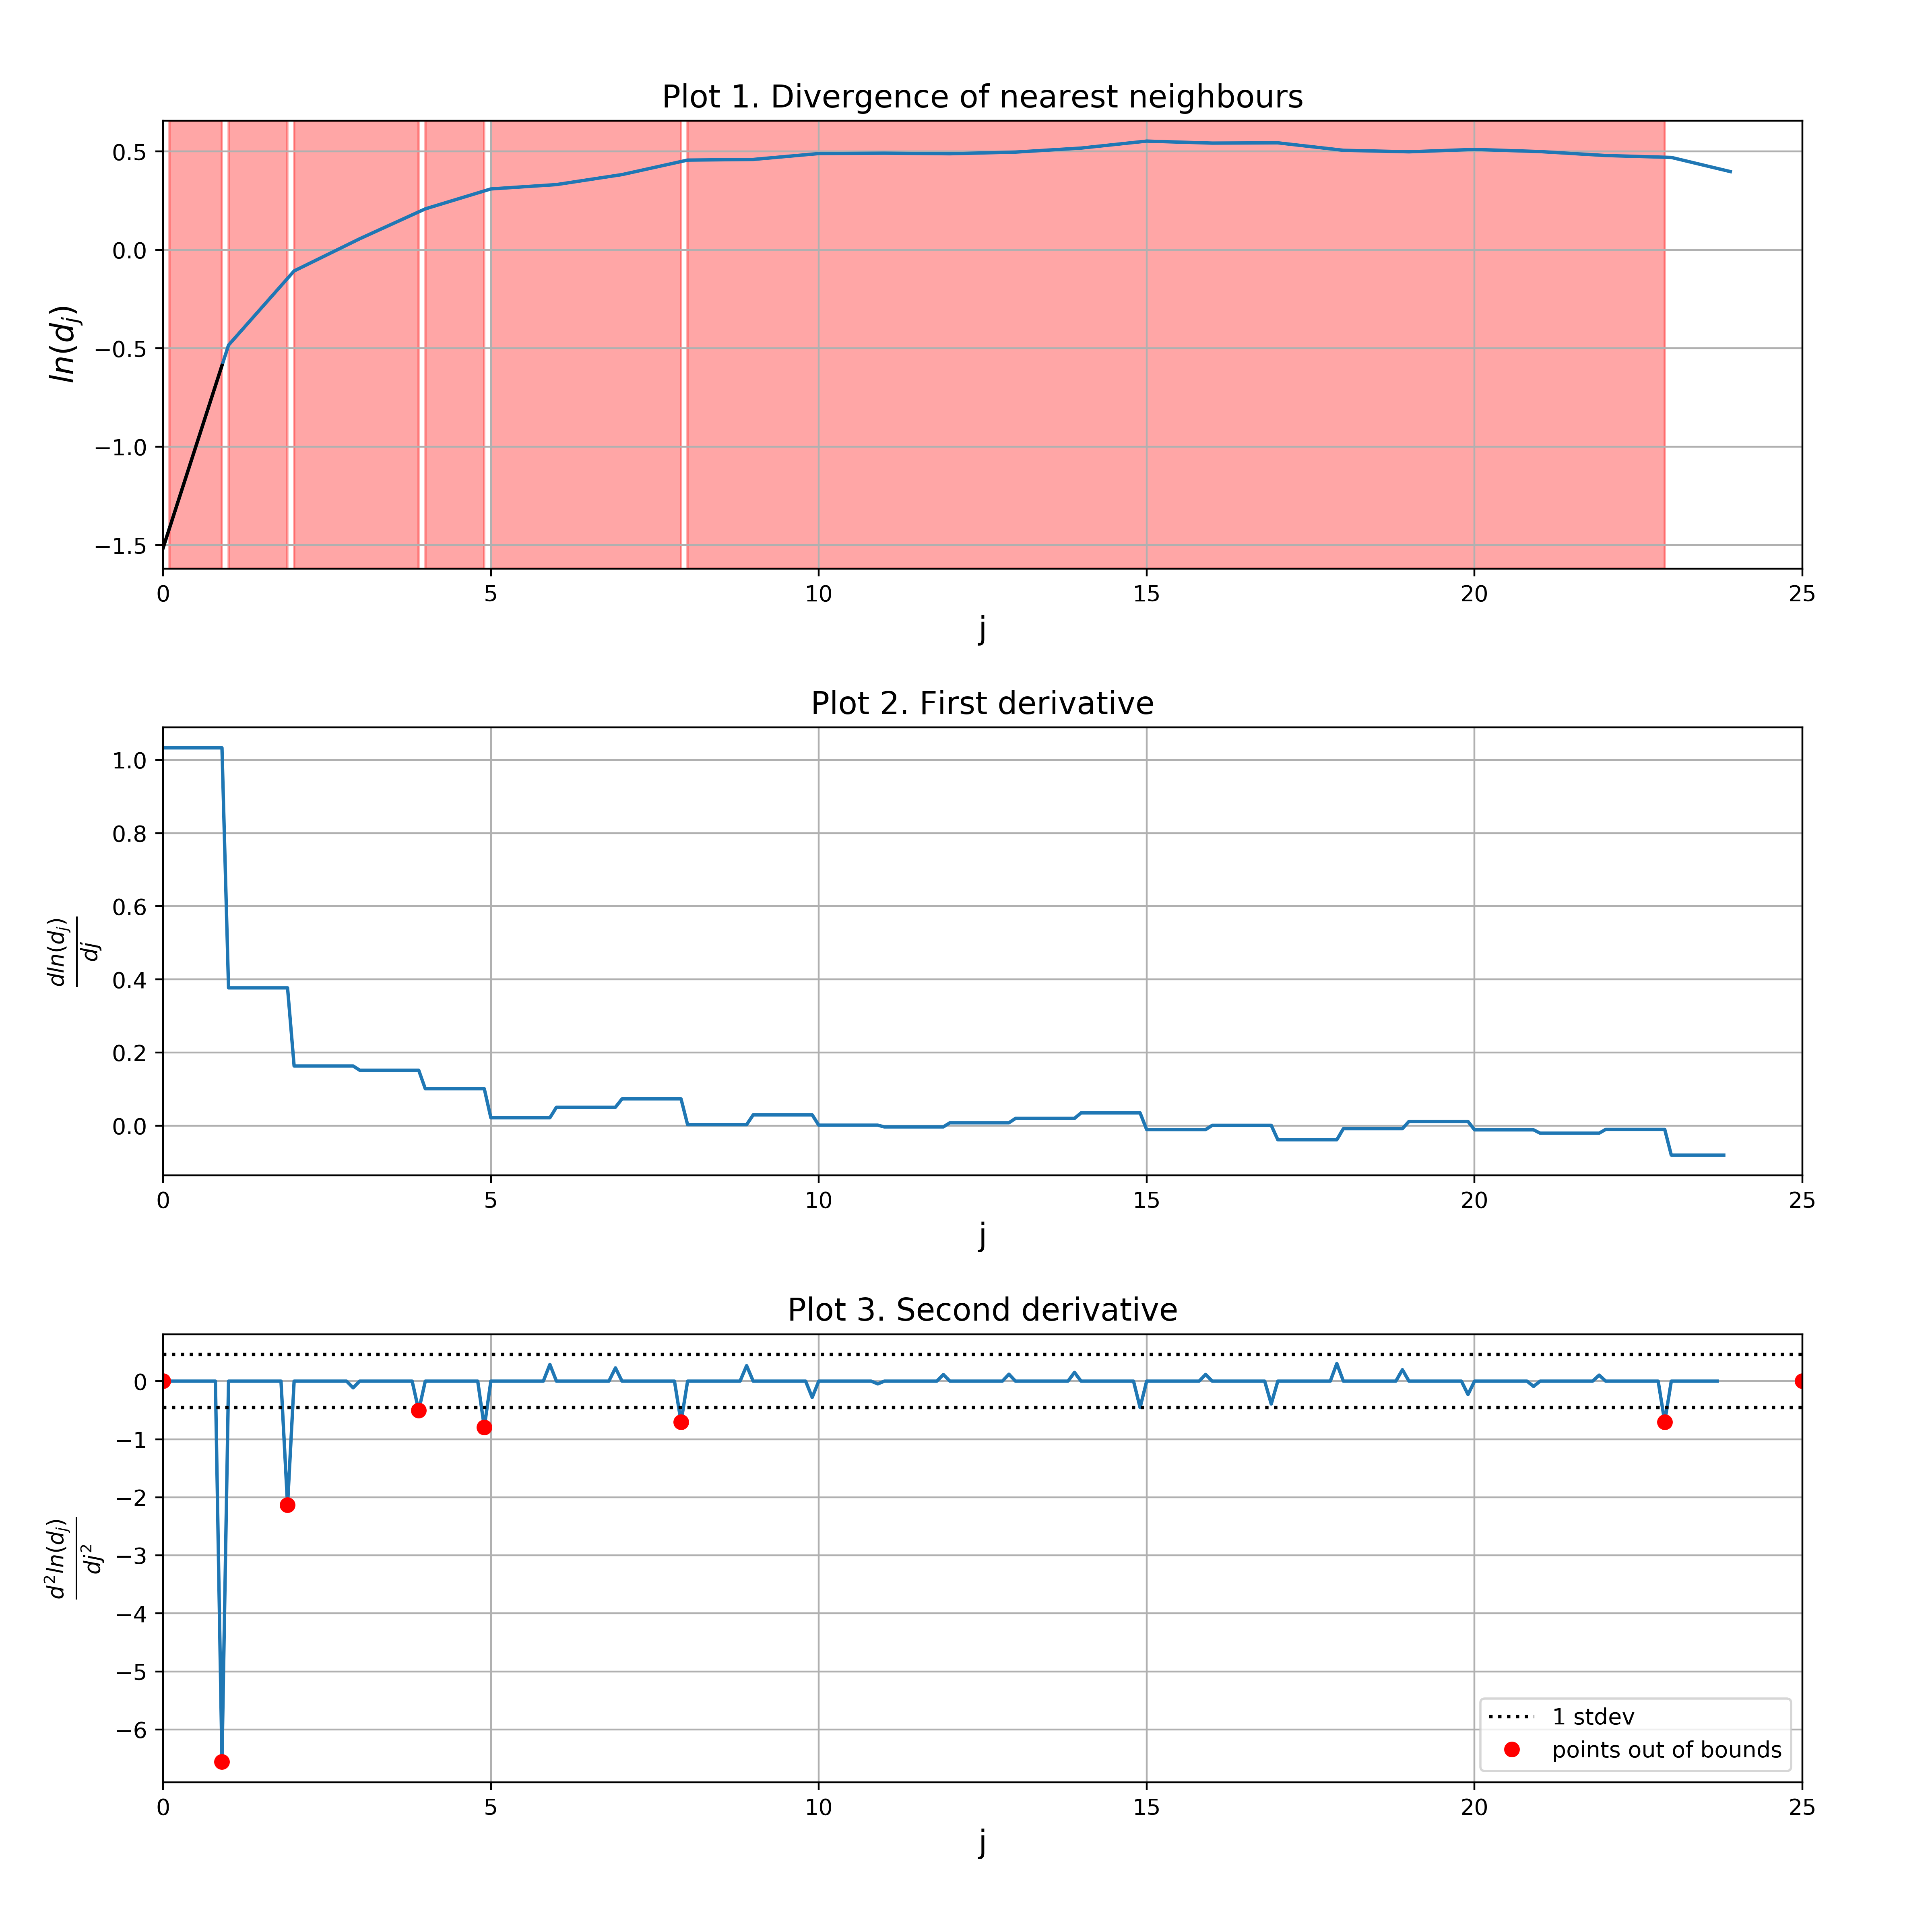 Plot 1. Divergence of nearest neighbours
0.5
0.0
−0.5
−1.0
−1.5
ln(d_j)
0 5 10 15 20 25
j
Plot 2. First derivative
1.0
0.8
0.6
0.4
0.2
0.0
dln(d_j)
dj
0 5 10 15 20 25
j
Plot 3. Second derivative
0
−1
−2
−3
−4
−5
−6
d²ln(d_j)
dj²
1 stdev
points out of bounds
0 5 10 15 20 25
j